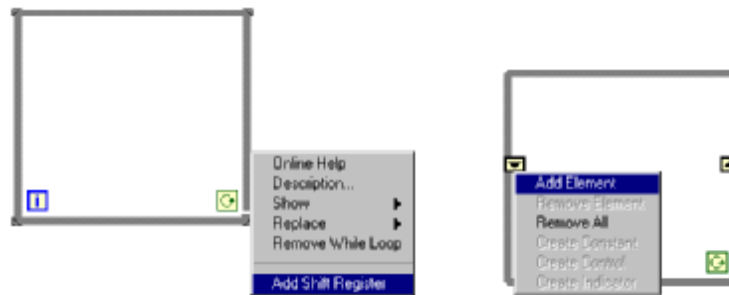 i
Online Help
Description...
Show
Replace
Remove While Loop
Add Shift Register
Add Element
Remove Element
Remove All
Create Constant
Create Control
Create Indicator